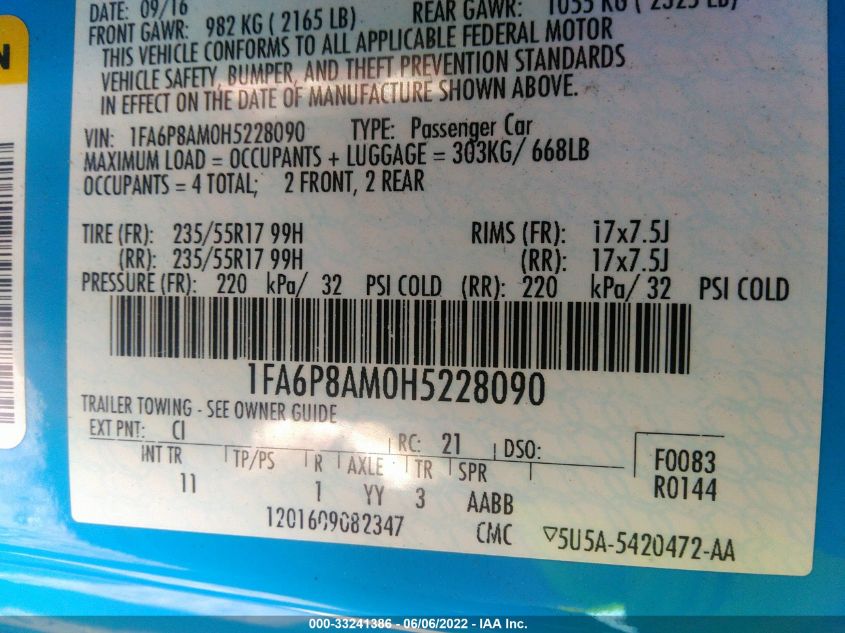 DATE: 09/16
FRONT GAWR: 982 KG ( 2165 LB) REAR GAWR: 1055 KG ( 2325 LB)
THIS VEHICLE CONFORMS TO ALL APPLICABLE FEDERAL MOTOR
VEHICLE SAFETY, BUMPER, AND THEFT PREVENTION STANDARDS
IN EFFECT ON THE DATE OF MANUFACTURE SHOWN ABOVE.
VIN: 1FA6P8AM0H5228090 TYPE: Passenger Car
MAXIMUM LOAD = OCCUPANTS + LUGGAGE = 303KG/ 668LB
OCCUPANTS = 4 TOTAL; 2 FRONT, 2 REAR
TIRE (FR): 235/55R17 99H RIMS (FR): 17x7.5J
(RR): 235/55R17 99H (RR): 17x7.5J
PRESSURE (FR): 220 kPa/ 32 PSI COLD (RR): 220 kPa/ 32 PSI COLD
1FA6P8AM0H5228090
TRAILER TOWING - SEE OWNER GUIDE
EXT PNT: CI RC: 21 DSO:
INT TR TP/PS R AXLE TR SPR F0083
11 1 YY 3 AABB R0144
1201609082347 CMC ▽5U5A-5420472-AA
000-33241386 - 06/06/2022 - IAA Inc.